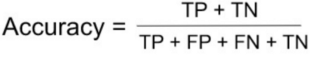 Accuracy = TP + TN
TP + FP + FN + TN